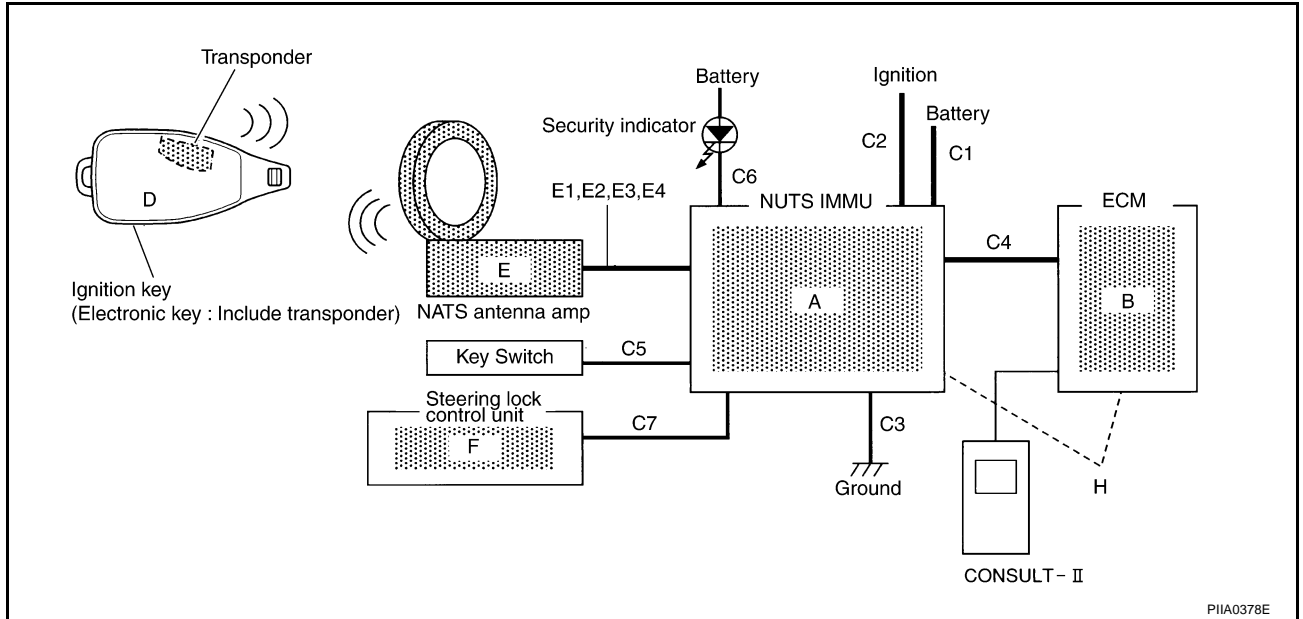 Transponder
D
Ignition key
(Electronic key : Include transponder)
Battery
Security indicator
C6
Ignition
Battery
C2
C1
E1,E2,E3,E4
NUTS IMMU
ECM
C4
E
NATS antenna amp
A
B
Key Switch
C5
Steering lock
control unit
F
C7
C3
Ground
H
CONSULT-II
PIIA0378E